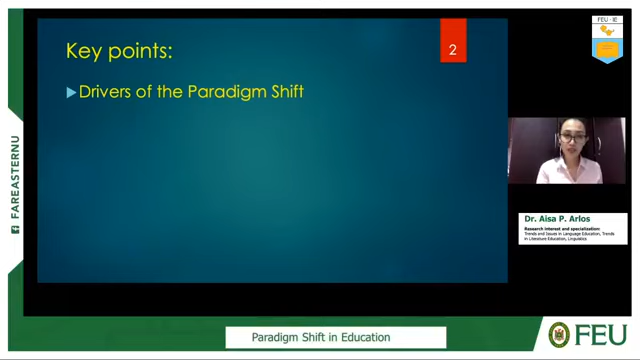 Key points:
2
Drivers of the Paradigm Shift
FEU - IE
FAREASTERNU
Dr. Aisa P. Arlos
Research interest and specialization:
Trends and Issues in Language Education, Trends
in Literature Education, Linguistics
Paradigm Shift in Education
FEU